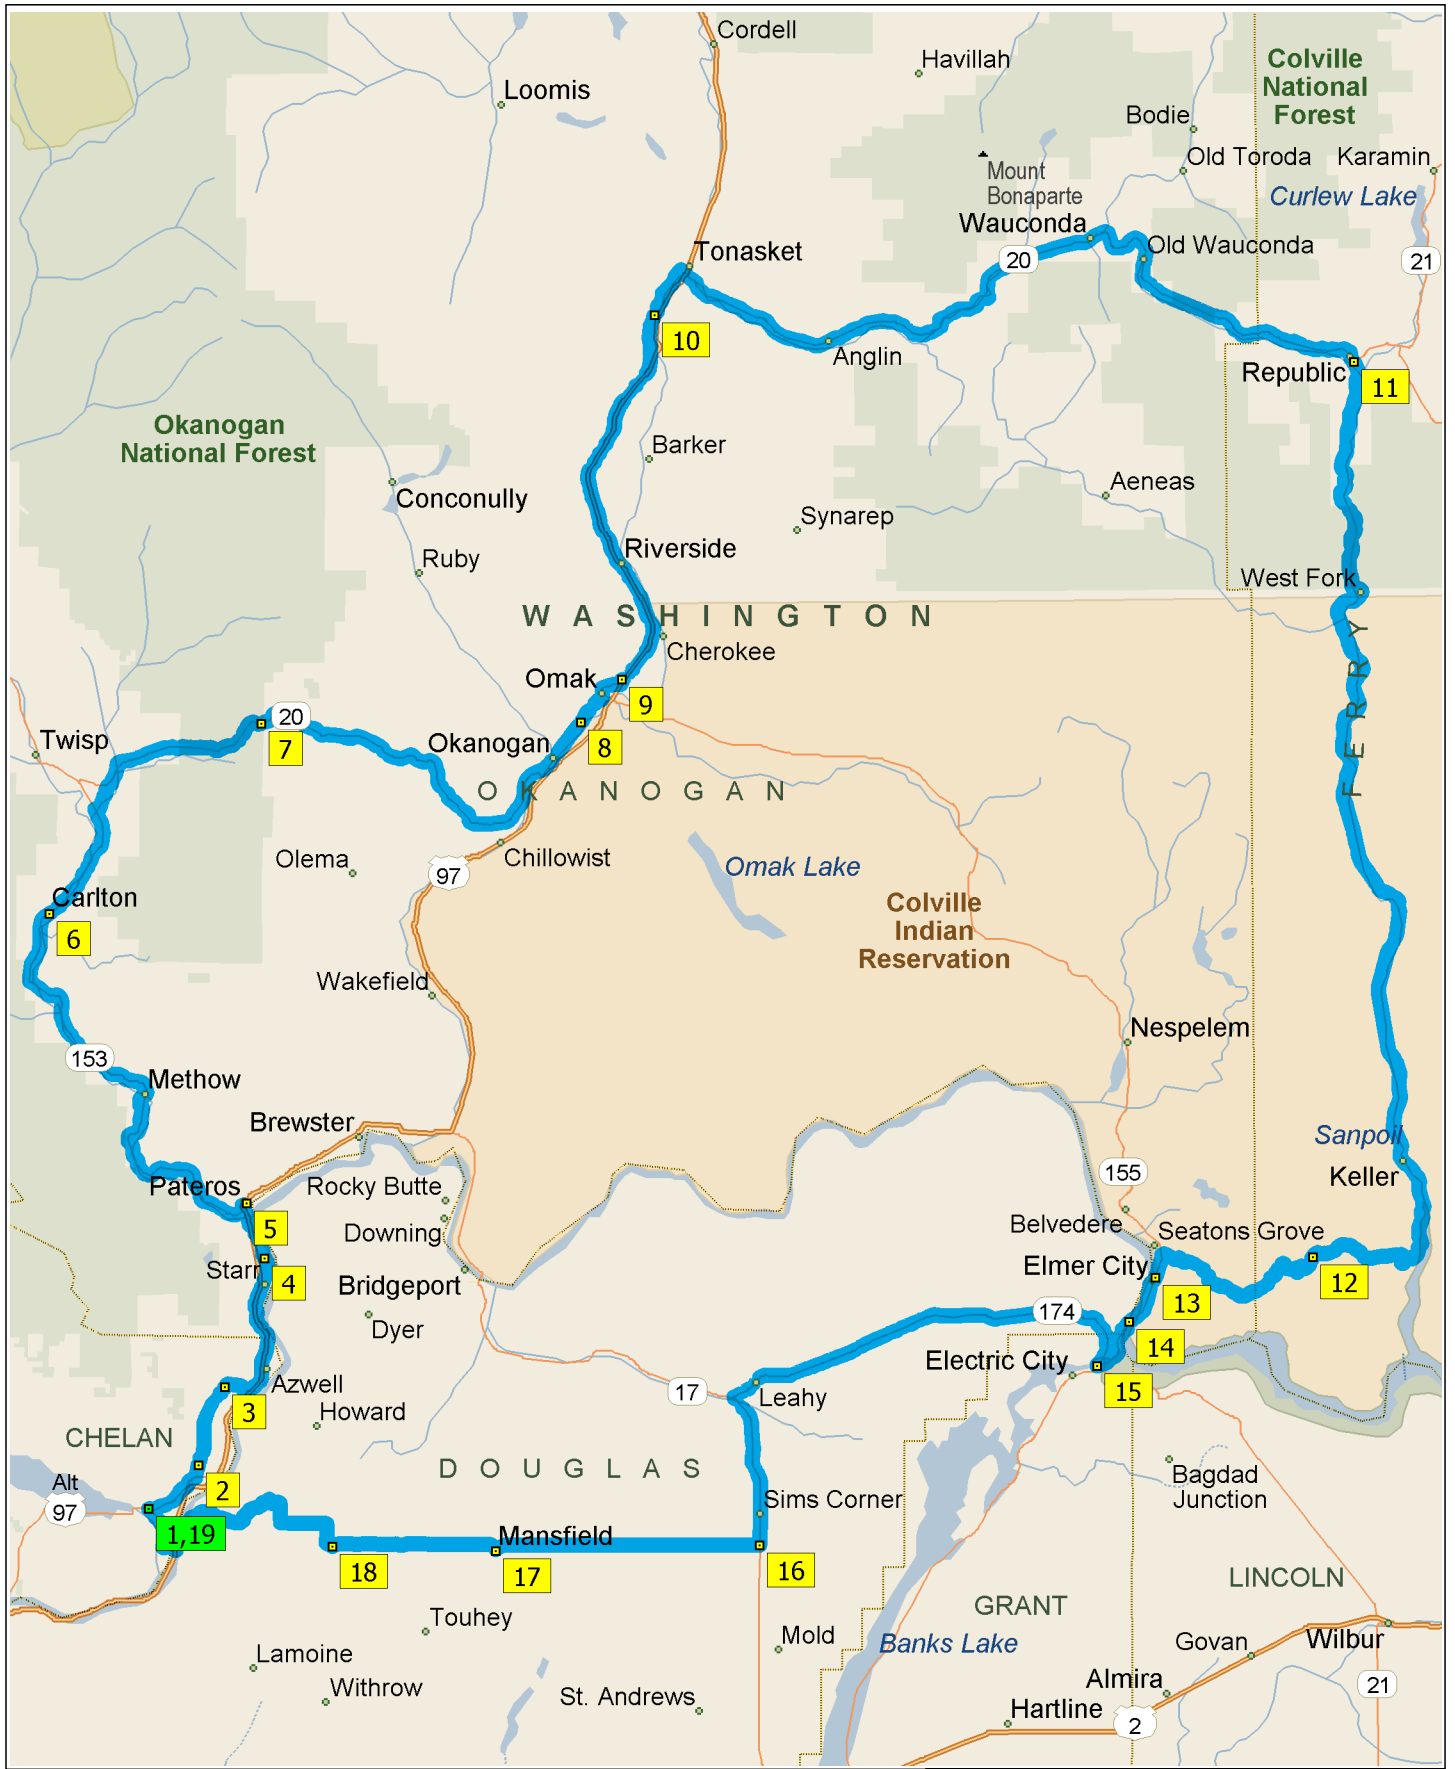 Cordell
Havillah
Colville
National
Forest
Loomis
Bodie
Old Toroda
Karamin
Mount
Bonaparte
Curlew Lake
Wauconda
Old Wauconda
20
21
Tonasket
10
Anglin
Republic
11
Okanogan
National Forest
Barker
Conconully
Aeneas
Synarep
Riverside
Ruby
West Fork
WASHINGTON
FERRY
Cherokee
Omak
9
20
Twisp
7
Okanogan
8
OKANOGAN
Olema
Chillowist
97
Omak Lake
Carlton
6
Colville
Indian
Reservation
Wakefield
Nespelem
153
Methow
Brewster
Sanpoil
Keller
155
Pateros
Rocky Butte
5
Downing
Belvedere
Seatons Grove
Starr
4
Bridgeport
Elmer City
12
13
Dyer
174
14
Electric City
15
Azwell
3
Howard
17
Leahy
CHELAN
DOUGLAS
Alt
97
2
Bagdad
Junction
Sims Corner
1,19
Mansfield
18
17
16
LINCOLN
GRANT
Touhey
Mold
Banks Lake
Govan
Wilbur
Lamoine
Withrow
St. Andrews
Almira
21
Hartline
2